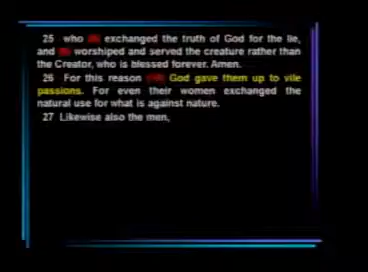 25 who exchanged the truth of God for the lie,
and worshiped and served the creature rather than
the Creator, who is blessed forever. Amen.
26 For this reason God gave them up to vile
passions. For even their women exchanged the
natural use for what is against nature.
27 Likewise also the men,